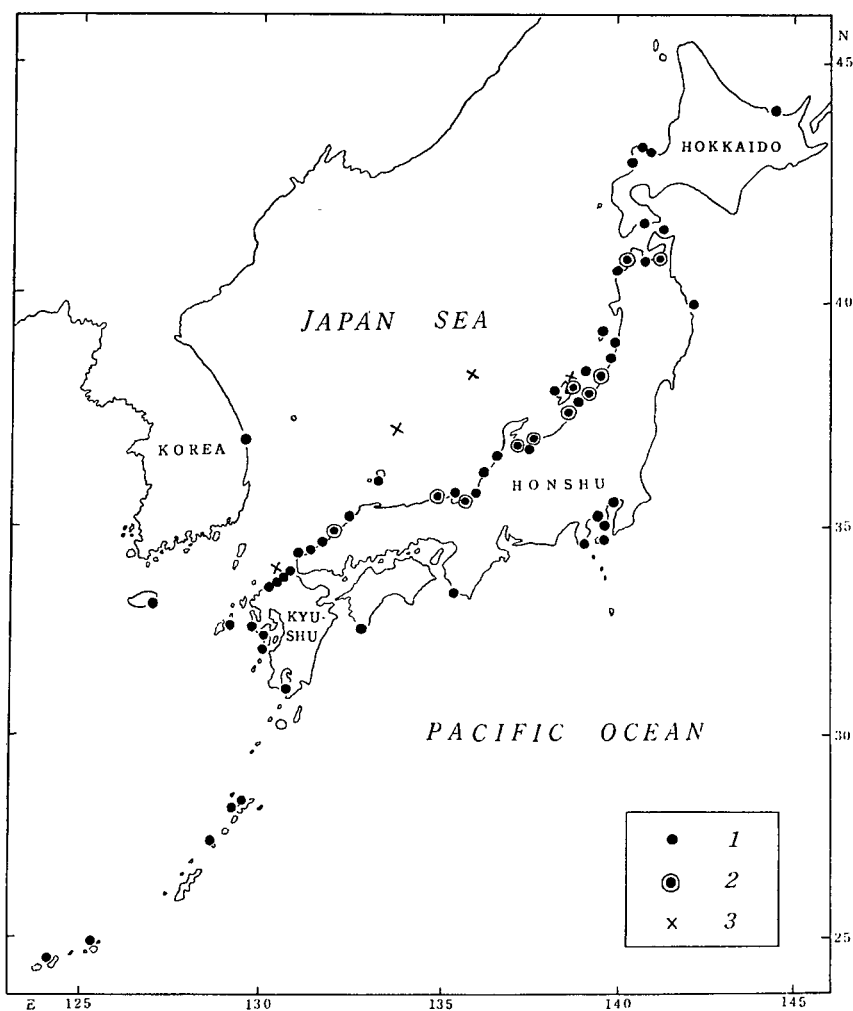 N
45
HOKKAIDO
40
JAPAN SEA
KOREA
HONSHU
35
KYU-
SHU
PACIFIC OCEAN
30
1
2
3
25
E 125 130 135 140 145